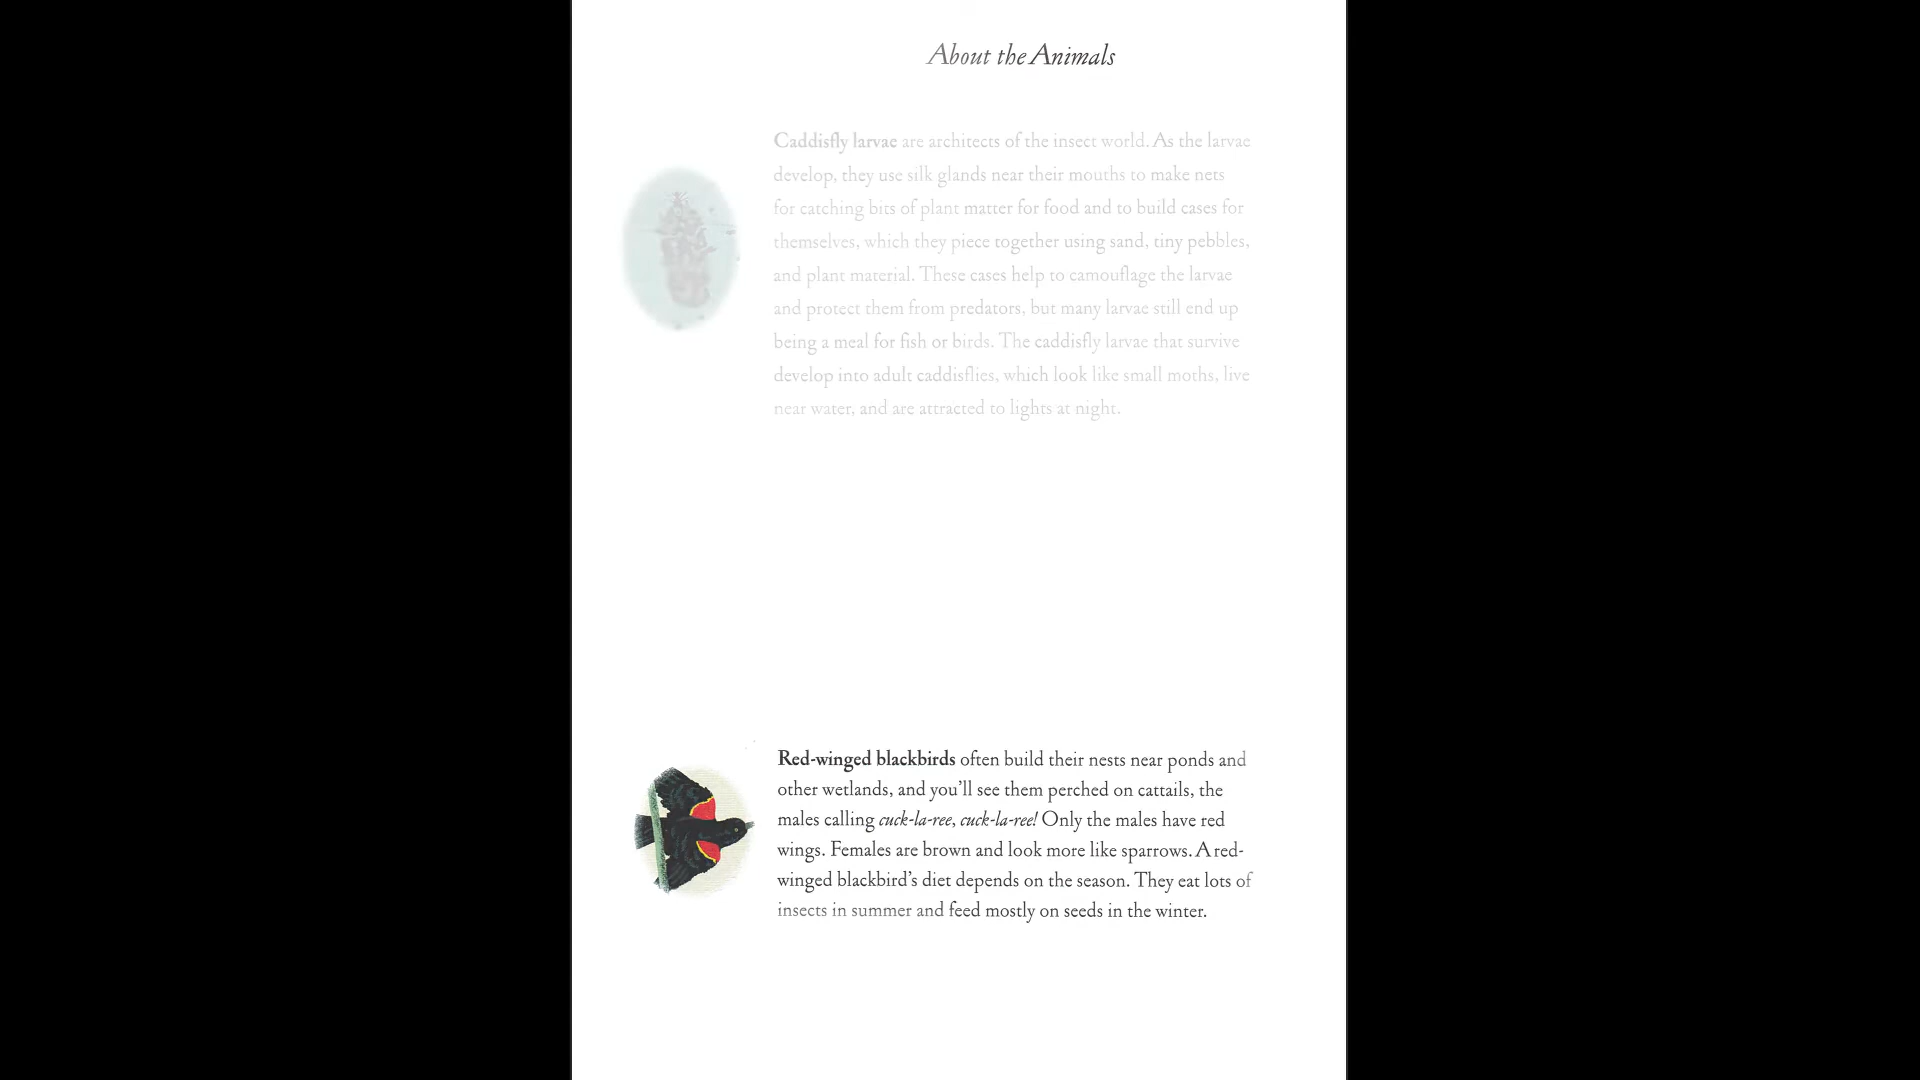 About the Animals
Caddisfly larvae are architects of the insect world. As the larvae
develop, they use silk glands near their mouths to make nets
for catching bits of plant matter for food and to build cases for
themselves, which they piece together using sand, tiny pebbles,
and plant material. These cases help to camouflage the larvae
and protect them from predators, but many larvae still end up
being a meal for fish or birds. The caddisfly larvae that survive
develop into adult caddisflies, which look like small moths, live
near water, and are attracted to lights at night.
Red-winged blackbirds often build their nests near ponds and
other wetlands, and you’ll see them perched on cattails, the
males calling cuck-la-ree, cuck-la-ree! Only the males have red
wings. Females are brown and look more like sparrows. A red-
winged blackbird’s diet depends on the season. They eat lots of
insects in summer and feed mostly on seeds in the winter.